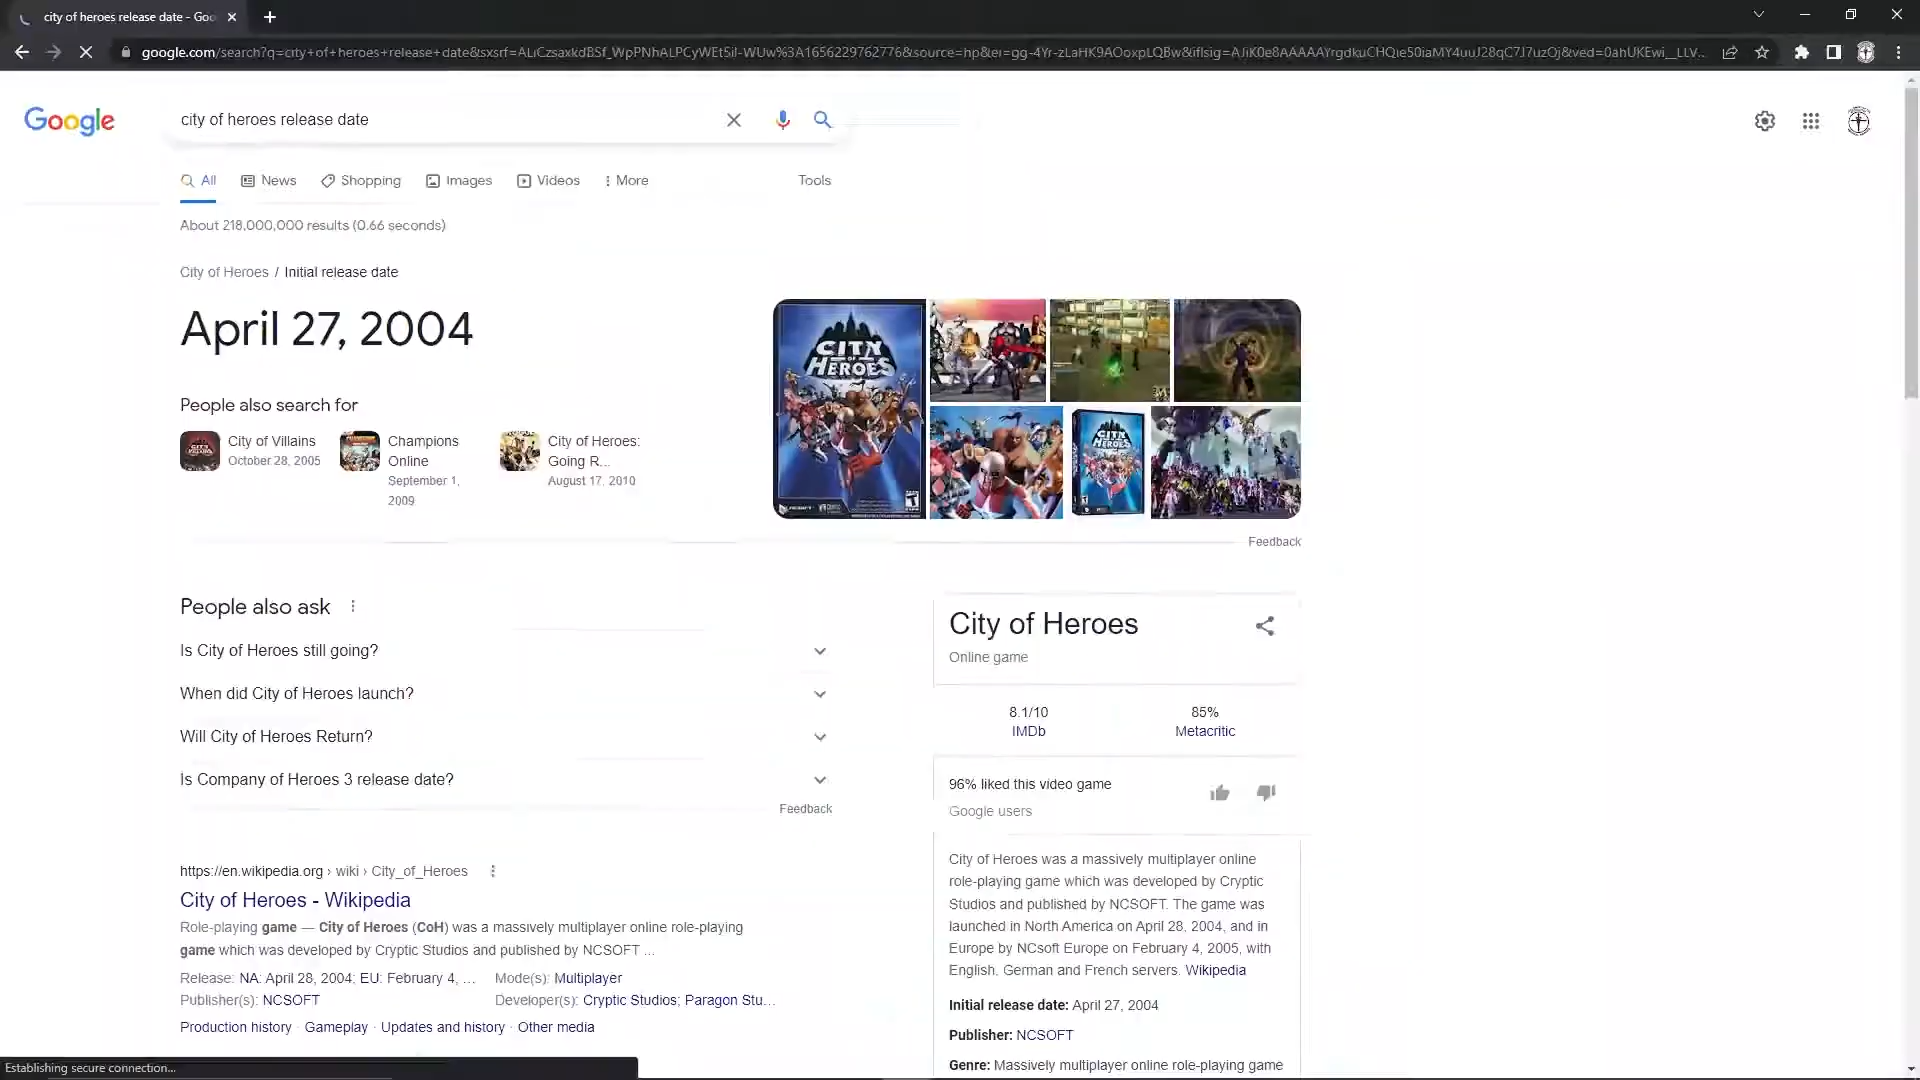 city of heroes release date - Goo
google.com/search?q=city+of+heroes+release+date&sxsrf=
Google
city of heroes release date
All
News
Shopping
Images
Videos
More
Tools
About 218,000,000 results (0.66 seconds)
City of Heroes / Initial release date
April 27, 2004
CITY OF HEROES
CITY OF HEROES
People also search for
City of Villains
October 28, 2005
Champions
Online
September 1,
2009
City of Heroes:
Going R...
August 17, 2010
Feedback
People also ask
Is City of Heroes still going?
When did City of Heroes launch?
Will City of Heroes Return?
Is Company of Heroes 3 release date?
Feedback
https://en.wikipedia.org › wiki › City_of_Heroes
City of Heroes - Wikipedia
Role-playing game — City of Heroes (CoH) was a massively multiplayer online role-playing
game which was developed by Cryptic Studios and published by NCSOFT ...
Release: NA: April 28, 2004; EU: February 4, ...
Mode(s): Multiplayer
Publisher(s): NCSOFT
Developer(s): Cryptic Studios; Paragon Stu...
Production history · Gameplay · Updates and history · Other media
City of Heroes
Online game
8.1/10
IMDb
85%
Metacritic
96% liked this video game
Google users
City of Heroes was a massively multiplayer online
role-playing game which was developed by Cryptic
Studios and published by NCSOFT. The game was
launched in North America on April 28, 2004, and in
Europe by NCsoft Europe on February 4, 2005, with
English, German and French servers. Wikipedia
Initial release date: April 27, 2004
Publisher: NCSOFT
Genre: Massively multiplayer online role-playing game
Establishing secure connection...